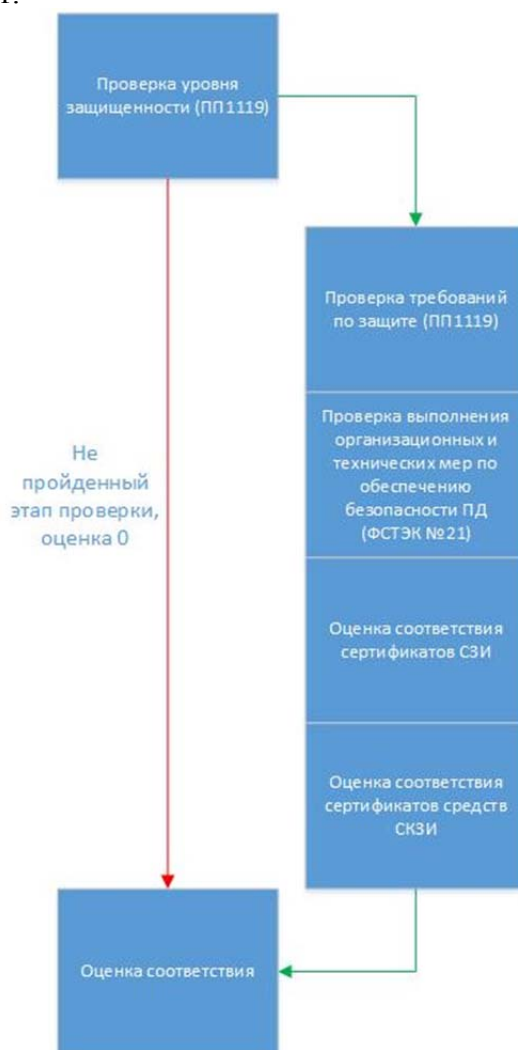 Проверка уровня
защищенности (ПП1119)
Проверка требований
по защите (ПП1119)
Проверка выполнения
организационных и
технических мер по
обеспечению
безопасности ПД
(ФСТЭК №21)
Не
пройденный
этап проверки,
оценка 0
Оценка соответствия
сертификатов СЗИ
Оценка соответствия
сертификатов средств
СКЗИ
Оценка соответствия